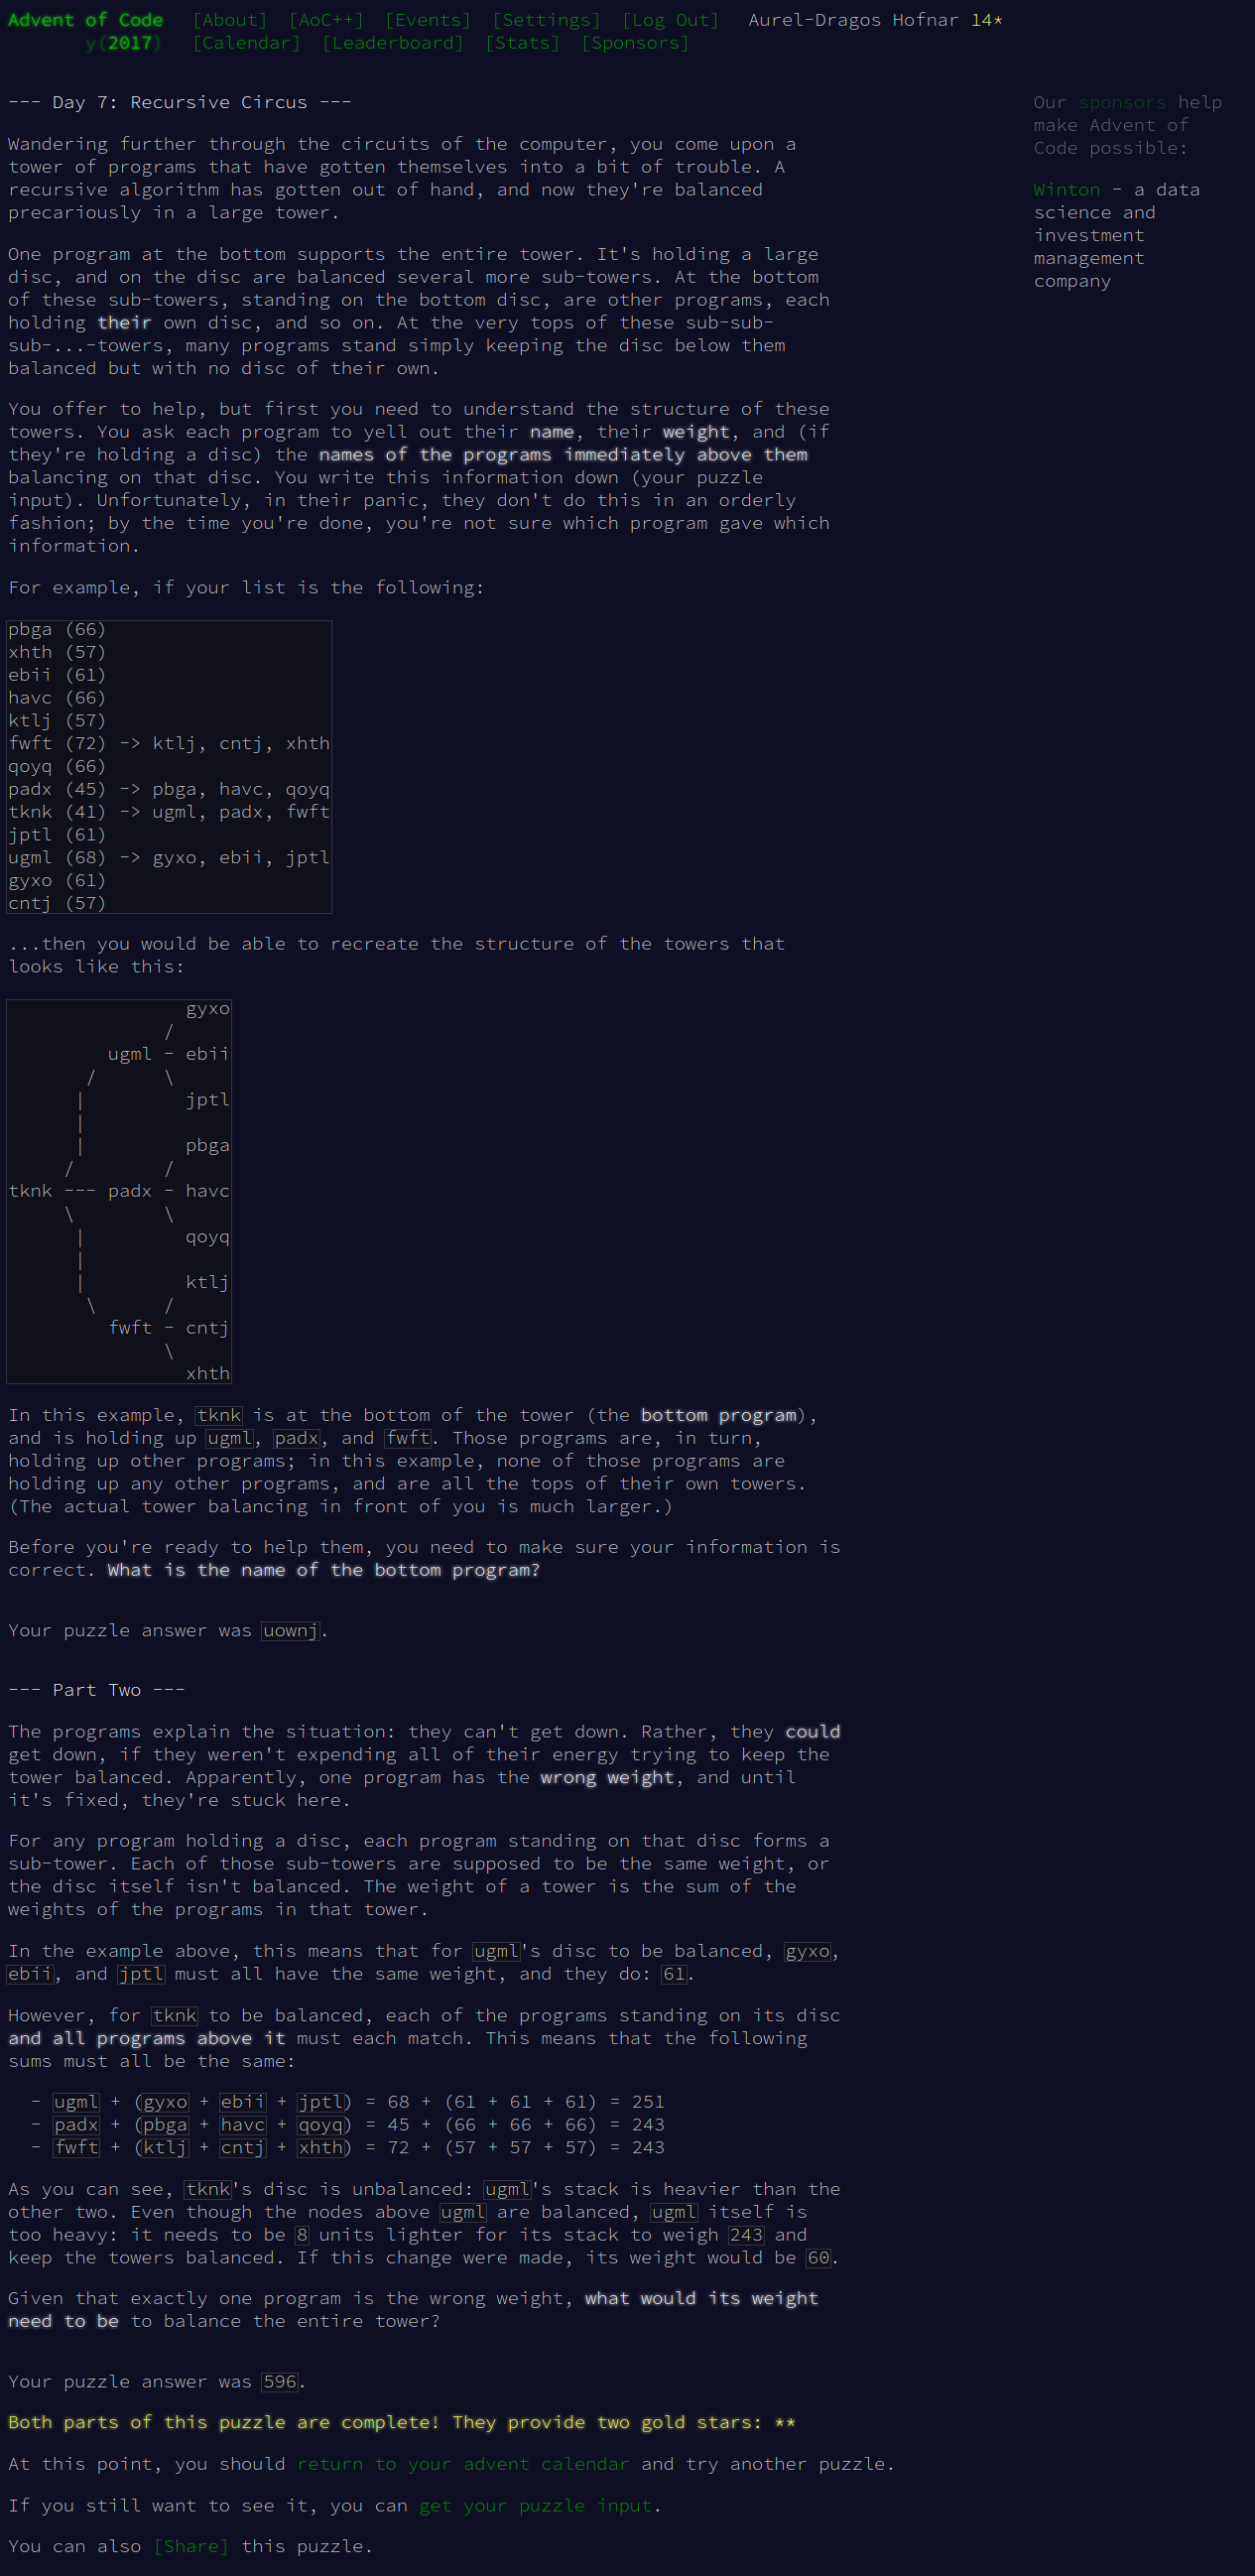 Advent of Code [About] [AoC++] [Events] [Settings] [Log Out] Aurel-Dragos Hofnar 14*
y(2017) [Calendar] [Leaderboard] [Stats] [Sponsors]
--- Day 7: Recursive Circus ---
Wandering further through the circuits of the computer, you come upon a
tower of programs that have gotten themselves into a bit of trouble. A
recursive algorithm has gotten out of hand, and now they're balanced
precariously in a large tower.
One program at the bottom supports the entire tower. It's holding a large
disc, and on the disc are balanced several more sub-towers. At the bottom
of these sub-towers, standing on the bottom disc, are other programs, each
holding their own disc, and so on. At the very tops of these sub-sub-
sub-...-towers, many programs stand simply keeping the disc below them
balanced but with no disc of their own.
You offer to help, but first you need to understand the structure of these
towers. You ask each program to yell out their name, their weight, and (if
they're holding a disc) the names of the programs immediately above them
balancing on that disc. You write this information down (your puzzle
input). Unfortunately, in their panic, they don't do this in an orderly
fashion; by the time you're done, you're not sure which program gave which
information.
For example, if your list is the following:
pbga (66)
xhth (57)
ebii (61)
havc (66)
ktlj (57)
fwft (72) -> ktlj, cntj, xhth
qoyq (66)
padx (45) -> pbga, havc, qoyq
tknk (41) -> ugml, padx, fwft
jptl (61)
ugml (68) -> gyxo, ebii, jptl
gyxo (61)
cntj (57)
...then you would be able to recreate the structure of the towers that
looks like this:
                gyxo
              /
         ugml - ebii
       /      \
      |         jptl
      |
      |         pbga
     /        /
tknk --- padx - havc
     \        \
      |         qoyq
      |
      |         ktlj
       \      /
         fwft - cntj
              \
                xhth
In this example, tknk is at the bottom of the tower (the bottom program),
and is holding up ugml, padx, and fwft. Those programs are, in turn,
holding up other programs; in this example, none of those programs are
holding up any other programs, and are all the tops of their own towers.
(The actual tower balancing in front of you is much larger.)
Before you're ready to help them, you need to make sure your information is
correct. What is the name of the bottom program?
Your puzzle answer was uownj.
--- Part Two ---
The programs explain the situation: they can't get down. Rather, they could
get down, if they weren't expending all of their energy trying to keep the
tower balanced. Apparently, one program has the wrong weight, and until
it's fixed, they're stuck here.
For any program holding a disc, each program standing on that disc forms a
sub-tower. Each of those sub-towers are supposed to be the same weight, or
the disc itself isn't balanced. The weight of a tower is the sum of the
weights of the programs in that tower.
In the example above, this means that for ugml's disc to be balanced, gyxo,
ebii, and jptl must all have the same weight, and they do: 61.
However, for tknk to be balanced, each of the programs standing on its disc
and all programs above it must each match. This means that the following
sums must all be the same:
- ugml + (gyxo + ebii + jptl) = 68 + (61 + 61 + 61) = 251
- padx + (pbga + havc + qoyq) = 45 + (66 + 66 + 66) = 243
- fwft + (ktlj + cntj + xhth) = 72 + (57 + 57 + 57) = 243
As you can see, tknk's disc is unbalanced: ugml's stack is heavier than the
other two. Even though the nodes above ugml are balanced, ugml itself is
too heavy: it needs to be 8 units lighter for its stack to weigh 243 and
keep the towers balanced. If this change were made, its weight would be 60.
Given that exactly one program is the wrong weight, what would its weight
need to be to balance the entire tower?
Your puzzle answer was 596.
Both parts of this puzzle are complete! They provide two gold stars: **
At this point, you should return to your advent calendar and try another puzzle.
If you still want to see it, you can get your puzzle input.
You can also [Share] this puzzle.
Our sponsors help
make Advent of
Code possible:
Winton - a data
science and
investment
management
company